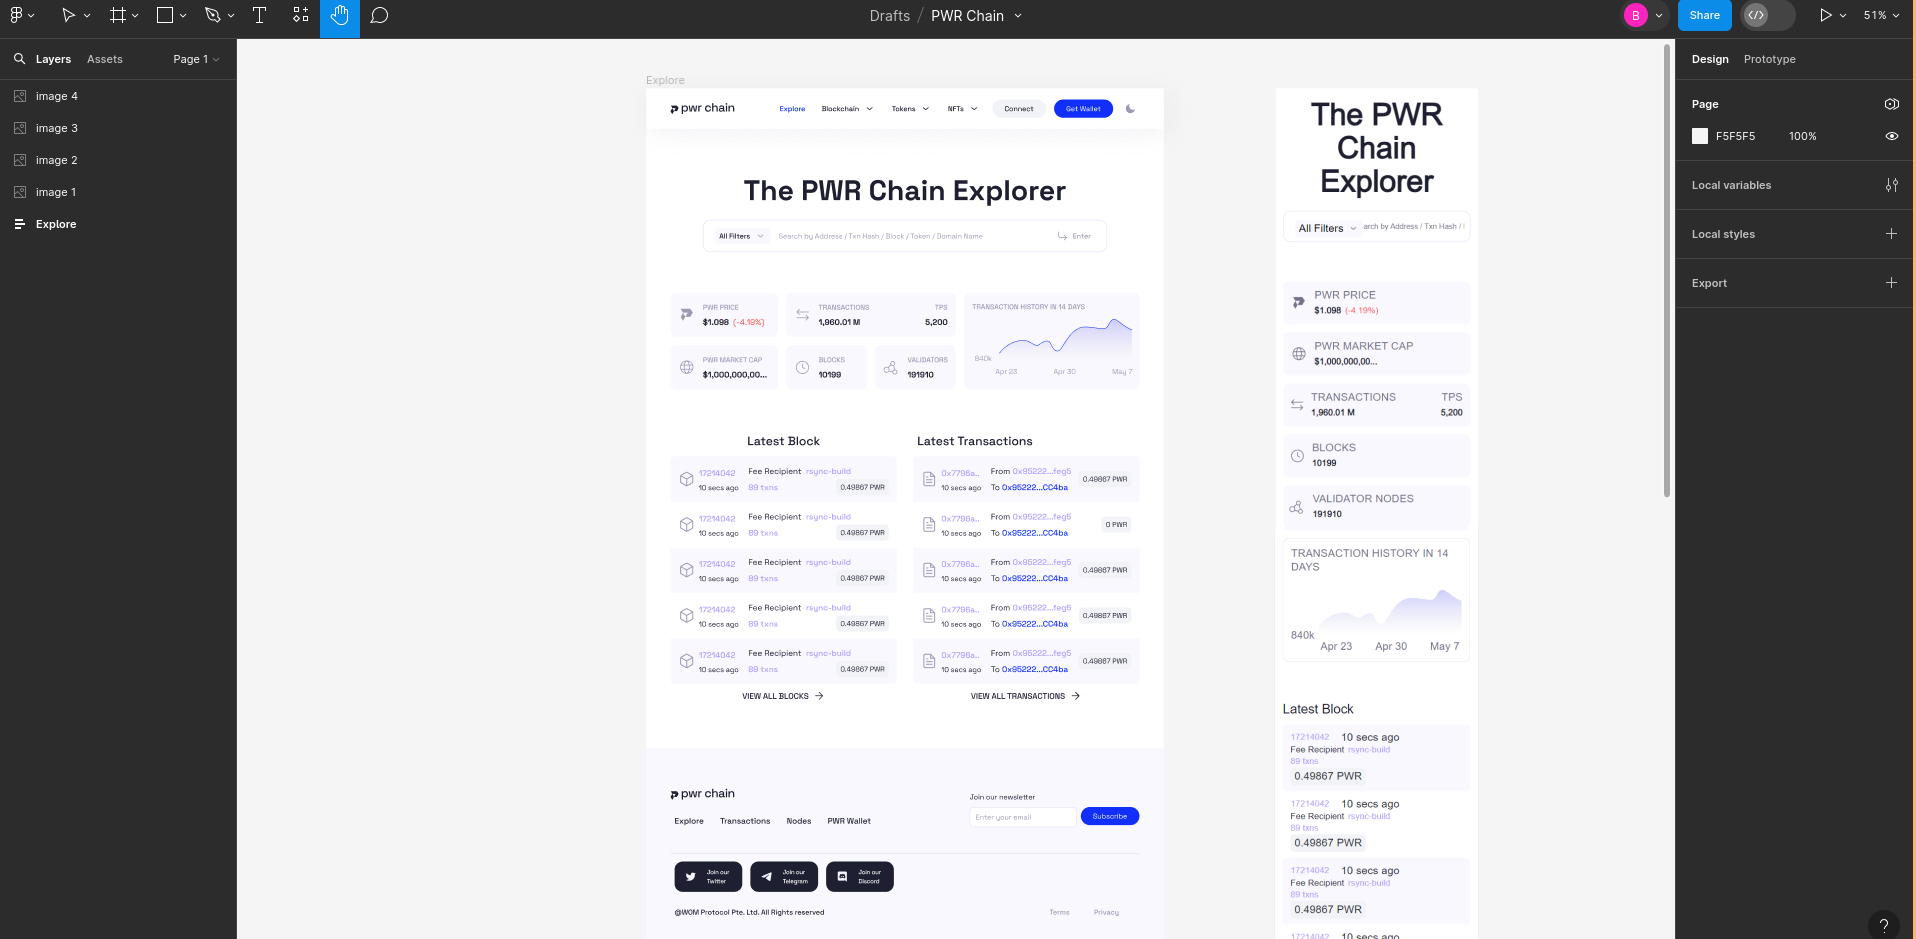 Drafts / PWR Chain
B
Share
51%
Layers
Assets
Page 1
image 4
image 3
image 2
image 1
Explore
Design
Prototype
Page
F5F5F5
100%
Local variables
Local styles
Export
?
Explore
pwr chain
Explore
Blockchain
Tokens
NFTs
Connect
Get Wallet
The PWR Chain Explorer
All Filters
Search by Address / Txn Hash / Block / Token / Domain Name
Enter
PWR PRICE
$1.098 (-4.19%)
TRANSACTIONS
TPS
1,960.01 M
5,200
PWR MARKET CAP
$1,000,000,00...
BLOCKS
10199
VALIDATORS
191910
TRANSACTION HISTORY IN 14 DAYS
840k
Apr 23
Apr 30
May 7
Latest Block
17214042
Fee Recipient rsync-build
10 secs ago
89 txns
0.49867 PWR
17214042
Fee Recipient rsync-build
10 secs ago
89 txns
0.49867 PWR
17214042
Fee Recipient rsync-build
10 secs ago
89 txns
0.49867 PWR
17214042
Fee Recipient rsync-build
10 secs ago
89 txns
0.49867 PWR
17214042
Fee Recipient rsync-build
10 secs ago
89 txns
0.49867 PWR
VIEW ALL BLOCKS
Latest Transactions
0x7796a..
From 0x95222...feg5
10 secs ago
To 0x95222...CC4ba
0.49867 PWR
0x7796a..
From 0x95222...feg5
10 secs ago
To 0x95222...CC4ba
0 PWR
0x7796a..
From 0x95222...feg5
10 secs ago
To 0x95222...CC4ba
0.49867 PWR
0x7796a..
From 0x95222...feg5
10 secs ago
To 0x95222...CC4ba
0.49867 PWR
0x7796a..
From 0x95222...feg5
10 secs ago
To 0x95222...CC4ba
0.49867 PWR
VIEW ALL TRANSACTIONS
pwr chain
Explore
Transactions
Nodes
PWR Wallet
Join our newsletter
Enter your email
Subscribe
Join our
Twitter
Join our
Telegram
Join our
Discord
@WOM Protocol Pte. Ltd. All Rights reserved
Terms
Privacy
The PWR
Chain
Explorer
All Filters
arch by Address / Txn Hash /
PWR PRICE
$1.098 (-4.19%)
PWR MARKET CAP
$1,000,000,00...
TRANSACTIONS
TPS
1,960.01 M
5,200
BLOCKS
10199
VALIDATOR NODES
191910
TRANSACTION HISTORY IN 14
DAYS
840k
Apr 23
Apr 30
May 7
Latest Block
17214042 10 secs ago
Fee Recipient rsync-build
89 txns
0.49867 PWR
17214042 10 secs ago
Fee Recipient rsync-build
89 txns
0.49867 PWR
17214042 10 secs ago
Fee Recipient rsync-build
89 txns
0.49867 PWR
17214042 10 secs ago